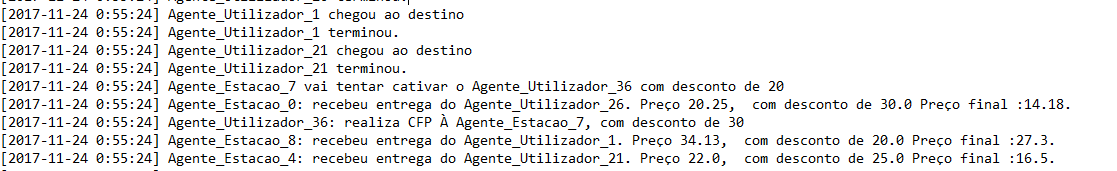 [2017-11-24 0:55:24] Agente_Utilizador_1 chegou ao destino
[2017-11-24 0:55:24] Agente_Utilizador_1 terminou.
[2017-11-24 0:55:24] Agente_Utilizador_21 chegou ao destino
[2017-11-24 0:55:24] Agente_Utilizador_21 terminou.
[2017-11-24 0:55:24] Agente_Estacao_7 vai tentar cativar o Agente_Utilizador_36 com desconto de 20
[2017-11-24 0:55:24] Agente_Estacao_0: recebeu entrega do Agente_Utilizador_26. Preço 20.25,  com desconto de 30.0 Preço final :14.18.
[2017-11-24 0:55:24] Agente_Utilizador_36: realiza CFP À Agente_Estacao_7, com desconto de 30
[2017-11-24 0:55:24] Agente_Estacao_8: recebeu entrega do Agente_Utilizador_1. Preço 34.13,  com desconto de 20.0 Preço final :27.3.
[2017-11-24 0:55:24] Agente_Estacao_4: recebeu entrega do Agente_Utilizador_21. Preço 22.0,  com desconto de 25.0 Preço final :16.5.